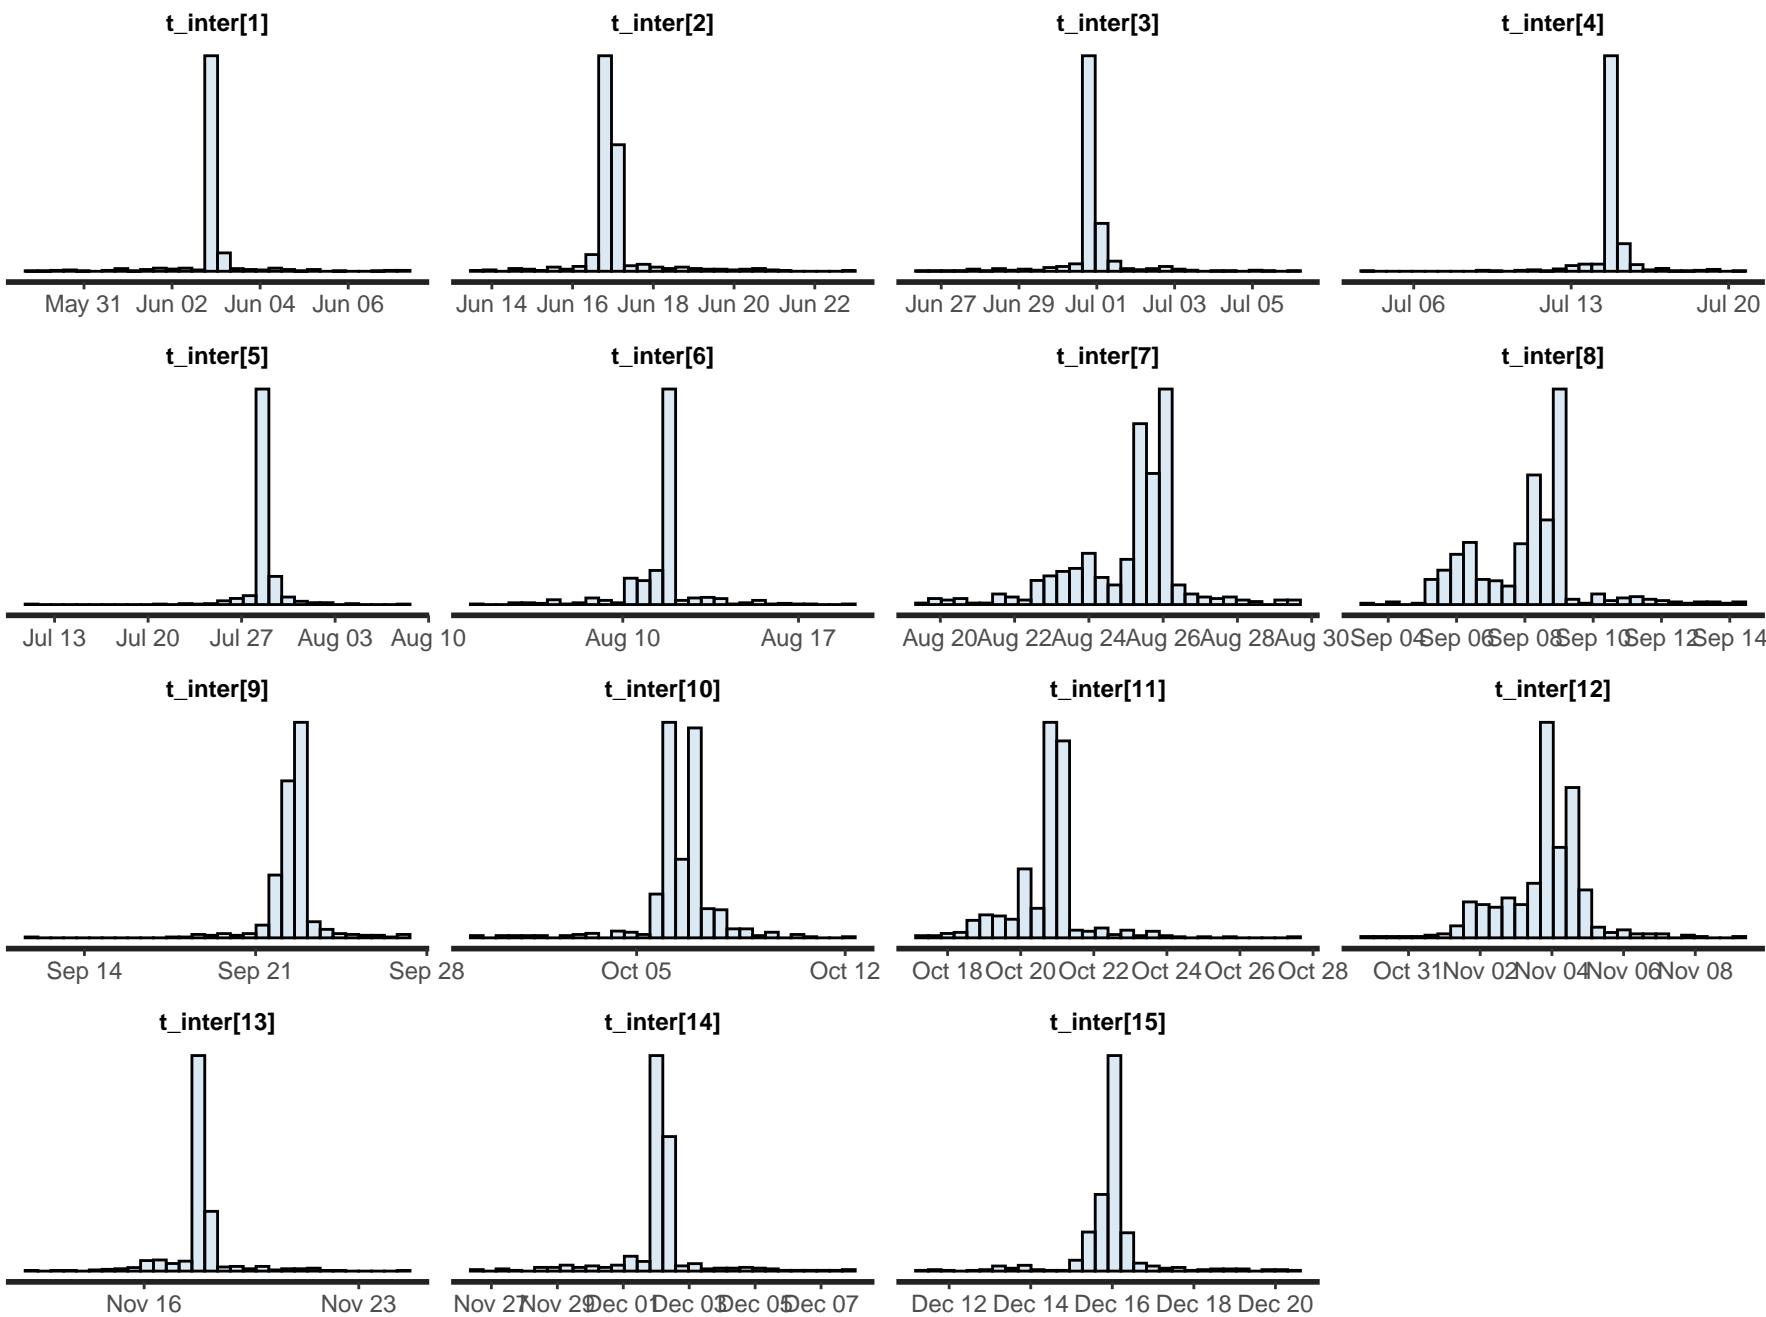 t_inter[1] t_inter[2] t_inter[3] t_inter[4]
May 31 Jun 02 Jun 04 Jun 06 Jun 14 Jun 16 Jun 18 Jun 20 Jun 22 Jun 27 Jun 29 Jul 01 Jul 03 Jul 05 Jul 06 Jul 13 Jul 20
t_inter[5] t_inter[6] t_inter[7] t_inter[8]
Jul 13 Jul 20 Jul 27 Aug 03 Aug 10 Aug 10 Aug 17 Aug 20 Aug 22 Aug 24 Aug 26 Aug 28 Aug 30 Sep 04 Sep 06 Sep 08 Sep 10 Sep 12 Sep 14
t_inter[9] t_inter[10] t_inter[11] t_inter[12]
Sep 14 Sep 21 Sep 28 Oct 05 Oct 12 Oct 18 Oct 20 Oct 22 Oct 24 Oct 26 Oct 28 Oct 31 Nov 02 Nov 04 Nov 06 Nov 08
t_inter[13] t_inter[14] t_inter[15]
Nov 16 Nov 23 Nov 27 Nov 29 Dec 01 Dec 03 Dec 05 Dec 07 Dec 12 Dec 14 Dec 16 Dec 18 Dec 20